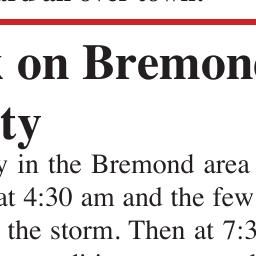 all over town.
on Bremond
ty
y in the Bremond area
at 4:30 am and the few
the storm. Then at 7:3